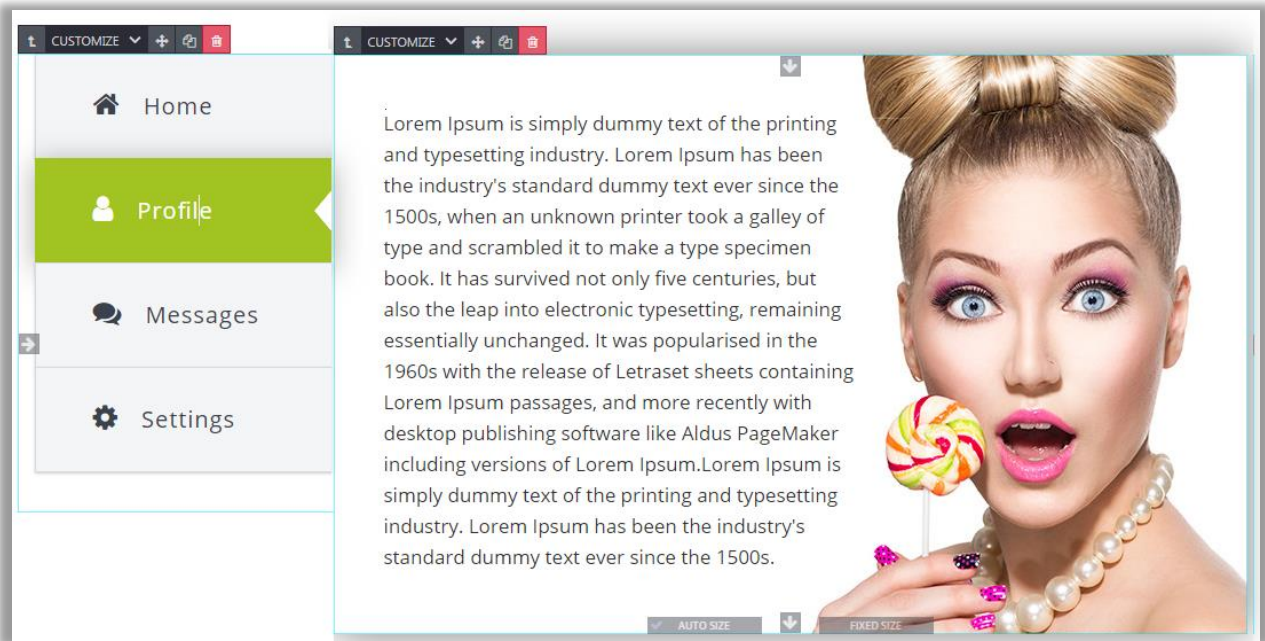 CUSTOMIZE
CUSTOMIZE
Home
Profile
Messages
Settings
.
Lorem Ipsum is simply dummy text of the printing
and typesetting industry. Lorem Ipsum has been
the industry's standard dummy text ever since the
1500s, when an unknown printer took a galley of
type and scrambled it to make a type specimen
book. It has survived not only five centuries, but
also the leap into electronic typesetting, remaining
essentially unchanged. It was popularised in the
1960s with the release of Letraset sheets containing
Lorem Ipsum passages, and more recently with
desktop publishing software like Aldus PageMaker
including versions of Lorem Ipsum.Lorem Ipsum is
simply dummy text of the printing and typesetting
industry. Lorem Ipsum has been the industry's
standard dummy text ever since the 1500s.
AUTO SIZE
FIXED SIZE